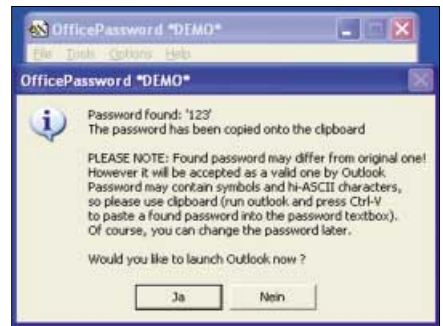 OfficePassword *DEMO*
File Tools Options Help
OfficePassword *DEMO*
Password found: '123'
The password has been copied onto the clipboard
PLEASE NOTE: Found password may differ from original one!
However it will be accepted as a valid one by Outlook
Password may contain symbols and hi-ASCII characters,
so please use clipboard (run outlook and press Ctrl-V
to paste a found password into the password textbox).
Of course, you can change the password later.
Would you like to launch Outlook now ?
Ja Nein